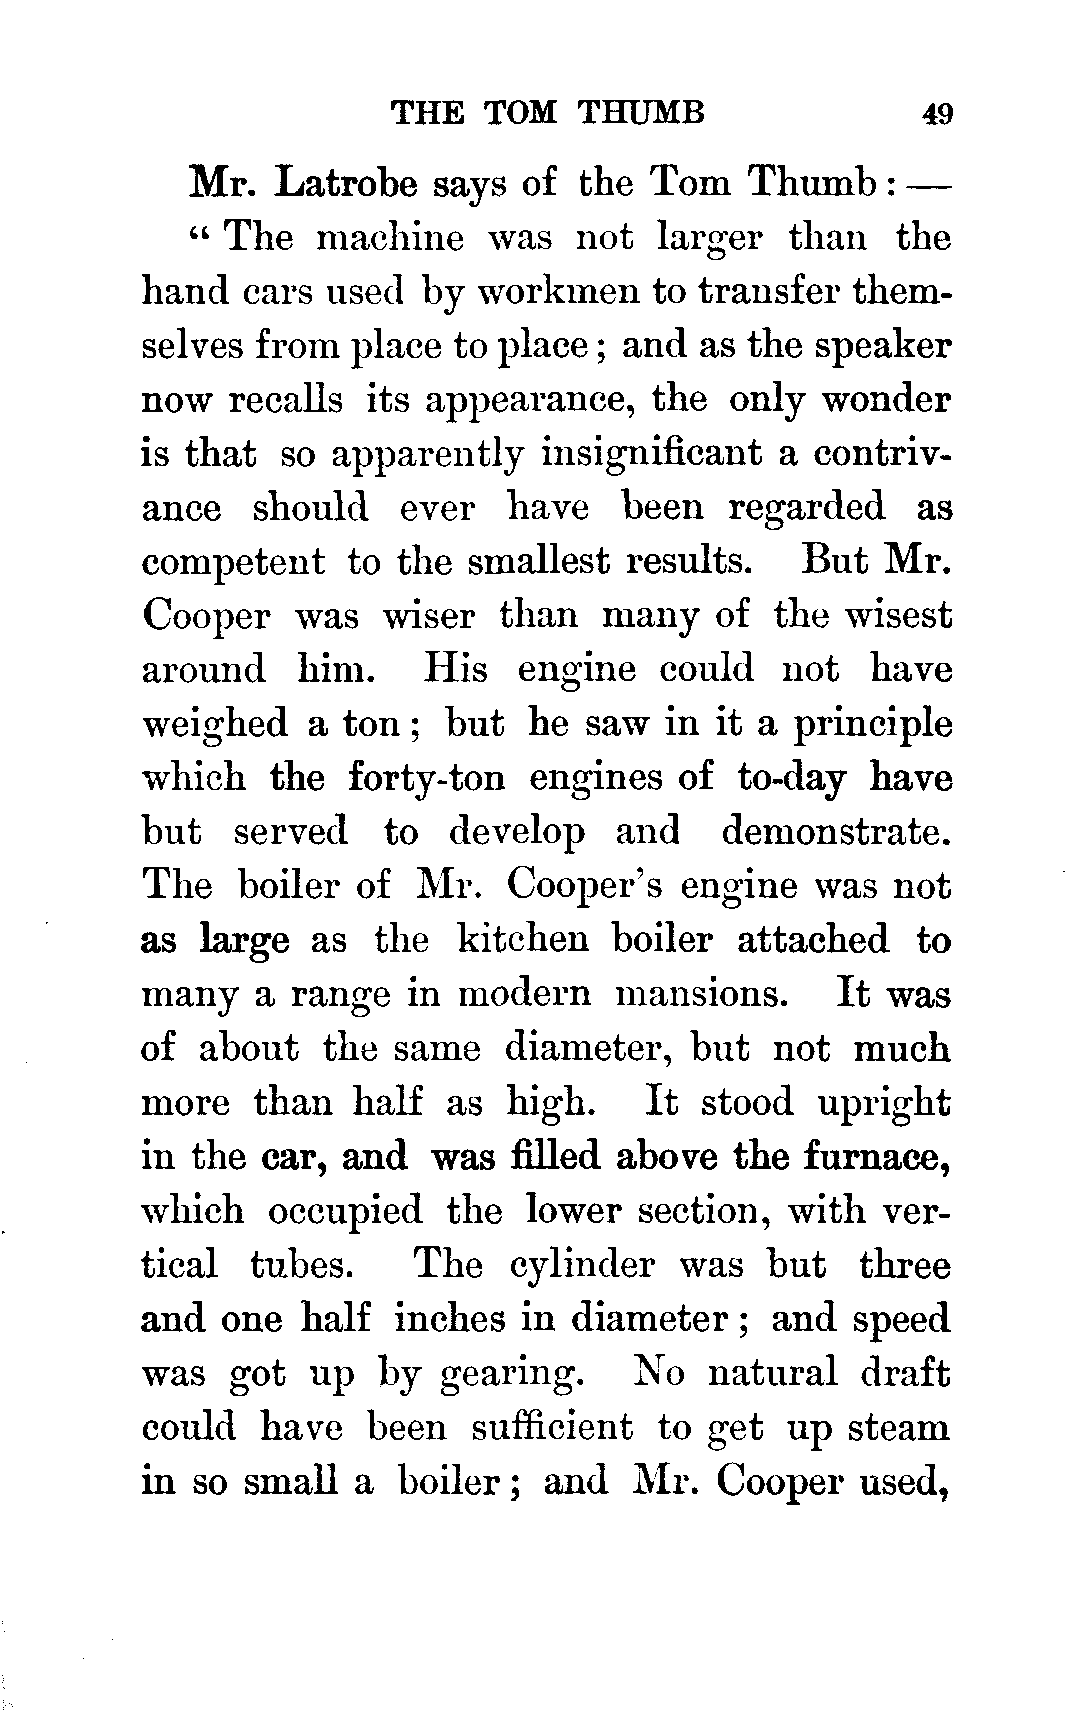 THE TOM THUMB 49
Mr. Latrobe says of the Tom Thumb : —
“ The machine was not larger than the
hand cars used by workmen to transfer them-
selves from place to place ; and as the speaker
now recalls its appearance, the only wonder
is that so apparently insignificant a contriv-
ance should ever have been regarded as
competent to the smallest results. But Mr.
Cooper was wiser than many of the wisest
around him. His engine could not have
weighed a ton ; but he saw in it a principle
which the forty-ton engines of to-day have
but served to develop and demonstrate.
The boiler of Mr. Cooper’s engine was not
as large as the kitchen boiler attached to
many a range in modern mansions. It was
of about the same diameter, but not much
more than half as high. It stood upright
in the car, and was filled above the furnace,
which occupied the lower section, with ver-
tical tubes. The cylinder was but three
and one half inches in diameter ; and speed
was got up by gearing. No natural draft
could have been sufficient to get up steam
in so small a boiler ; and Mr. Cooper used,